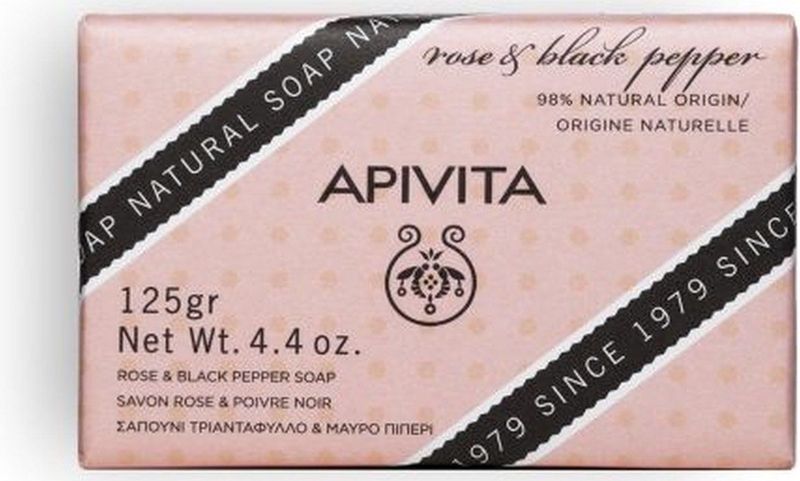 AP NATURAL SOAP NA
rose & black pepper
98% NATURAL ORIGIN/
ORIGINE NATURELLE
APIVITA
125gr
Net Wt. 4.4 oz.
ROSE & BLACK PEPPER SOAP
SAVON ROSE & POIVRE NOIR
ΣΑΠΟΥΝΙ ΤΡΙΑΝΤΑΦΥΛΛΟ & ΜΑΥΡΟ ΠΙΠΕΡΙ
1979 SINCE 1979 SINCE